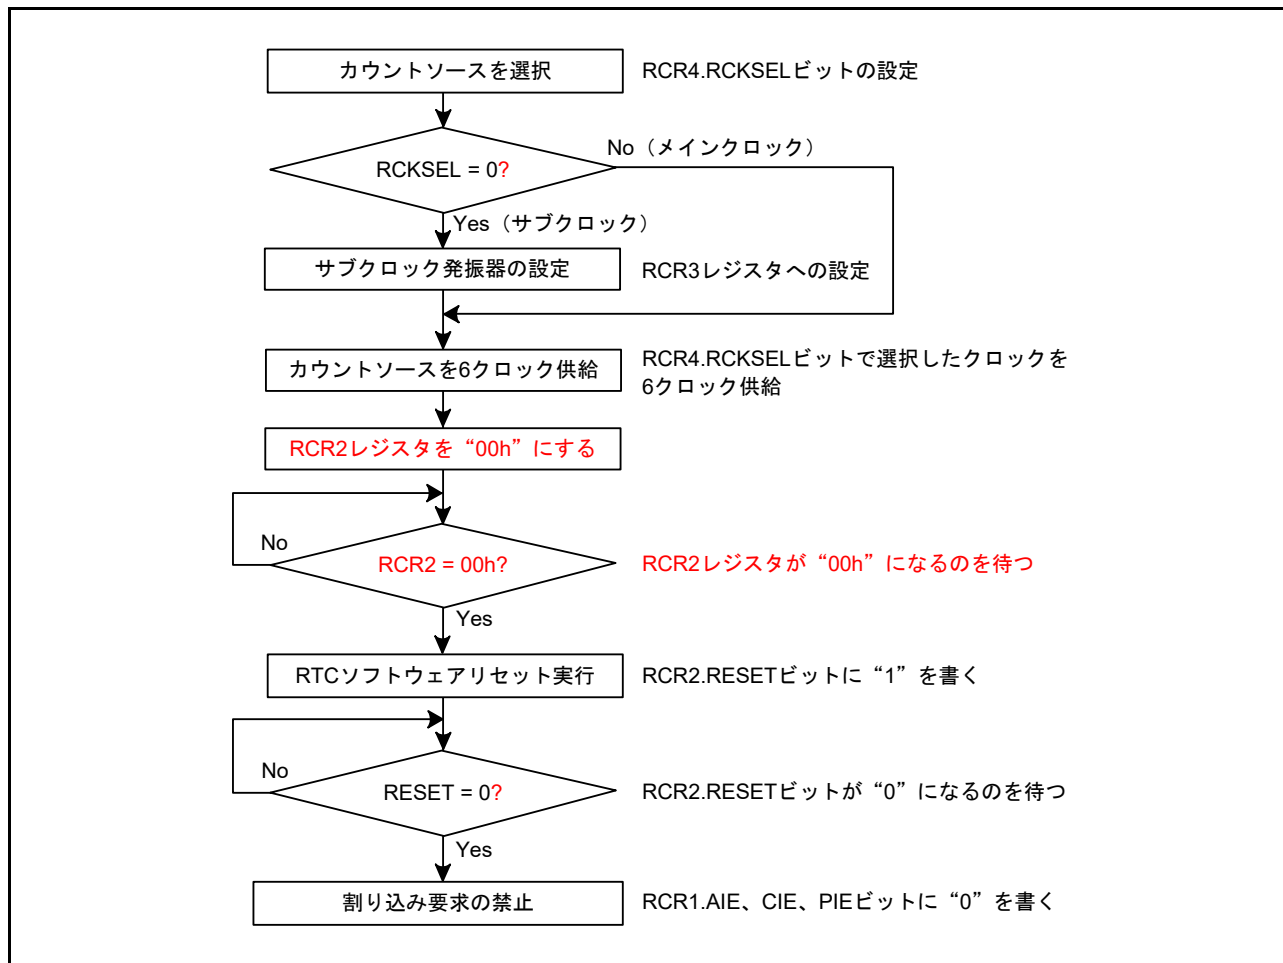 カウントソースを選択
RCR4.RCKSELビットの設定
RCKSEL = 0?
No（メインクロック）
Yes（サブクロック）
サブクロック発振器の設定
RCR3レジスタへの設定
カウントソースを6クロック供給
RCR4.RCKSELビットで選択したクロックを
6クロック供給
RCR2レジスタを“00h”にする
No
RCR2 = 00h?
RCR2レジスタが“00h”になるのを待つ
Yes
RTCソフトウェアリセット実行
RCR2.RESETビットに“1”を書く
No
RESET = 0?
RCR2.RESETビットが“0”になるのを待つ
Yes
割り込み要求の禁止
RCR1.AIE、CIE、PIEビットに“0”を書く